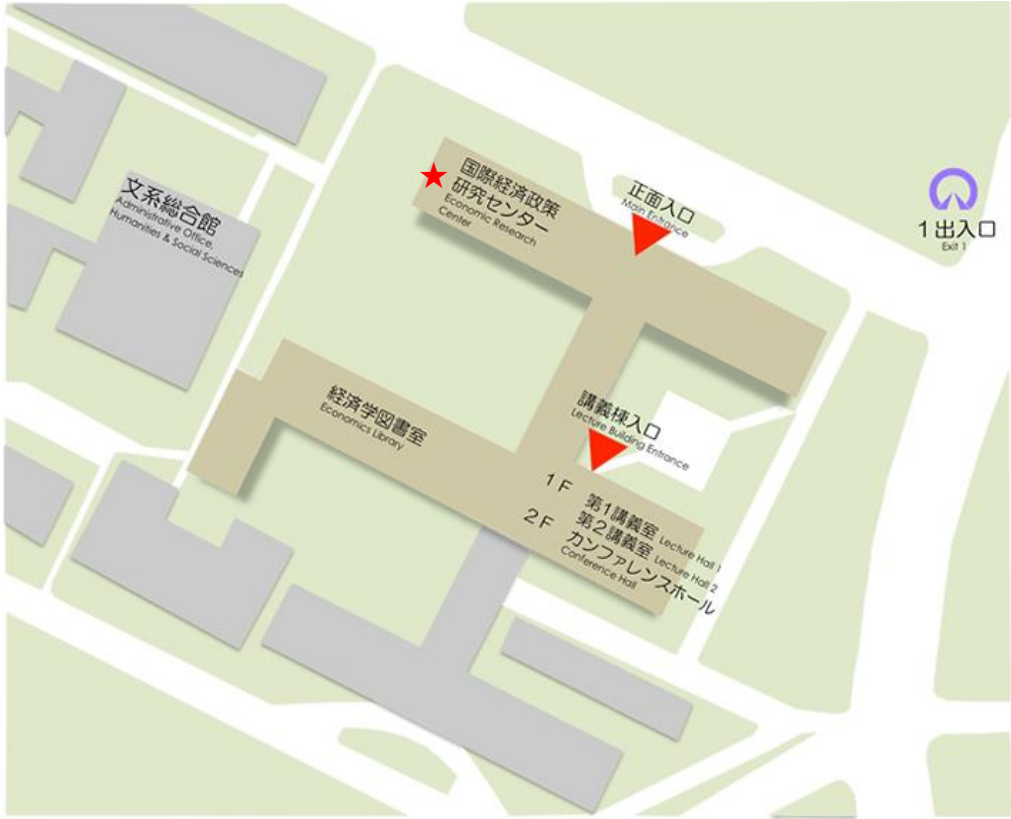 国際経済政策
研究センター
Economic Research
Center
正面入口
Main Entrance
1出入口
Exit 1
文系総合館
Administrative Office,
Humanities & Social Sciences
経済学図書室
Economics Library
講義棟入口
Lecture Building Entrance
1F 第1講義室 Lecture Hall 1
2F 第2講義室 Lecture Hall 2
カンファレンスホール
Conference Hall